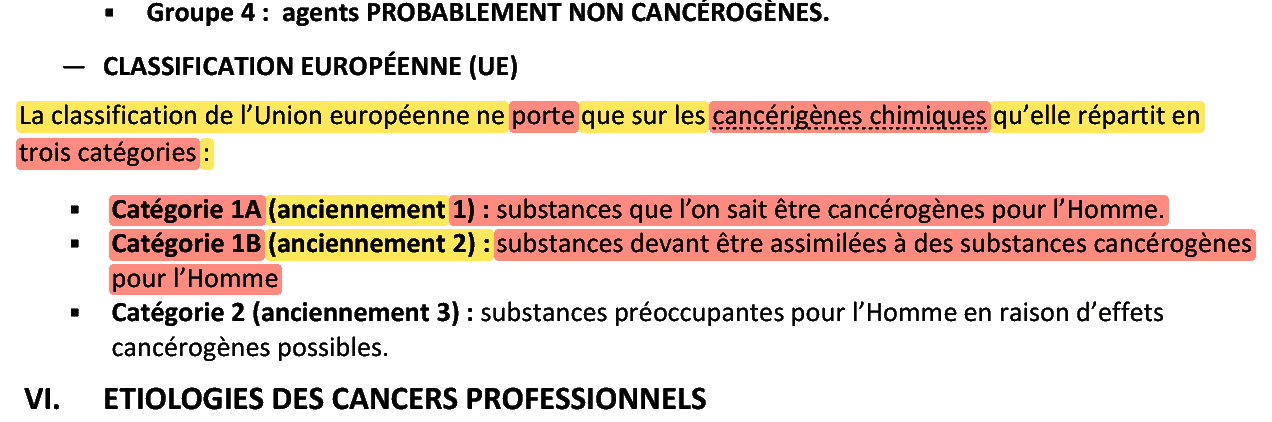 ▪ Groupe 4 : agents PROBABLEMENT NON CANCÉROGÈNES.
— CLASSIFICATION EUROPÉENNE (UE)
La classification de l’Union européenne ne porte que sur les cancérigènes chimiques qu’elle répartit en
trois catégories :
▪ Catégorie 1A (anciennement 1) : substances que l’on sait être cancérogènes pour l’Homme.
▪ Catégorie 1B (anciennement 2) : substances devant être assimilées à des substances cancérogènes
pour l’Homme
▪ Catégorie 2 (anciennement 3) : substances préoccupantes pour l’Homme en raison d’effets
cancérogènes possibles.
VI. ETIOLOGIES DES CANCERS PROFESSIONNELS